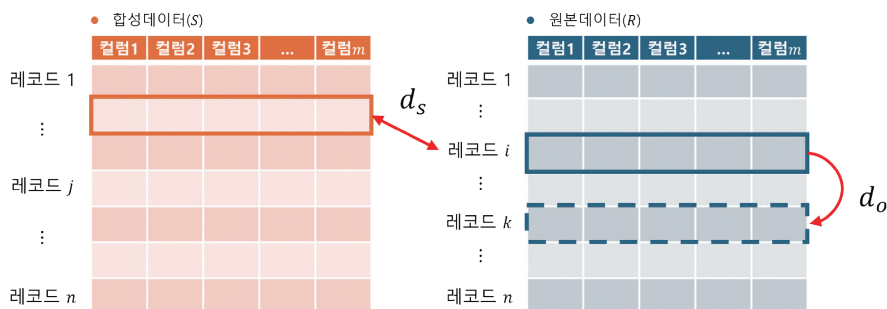 합성데이터(S)
컬럼1 컬럼2 컬럼3 ... 컬럼m
레코드 1
⋮
레코드 j
⋮
레코드 n
d_s
원본데이터(R)
컬럼1 컬럼2 컬럼3 ... 컬럼m
레코드 1
⋮
레코드 i
⋮
레코드 k
⋮
레코드 n
d_o